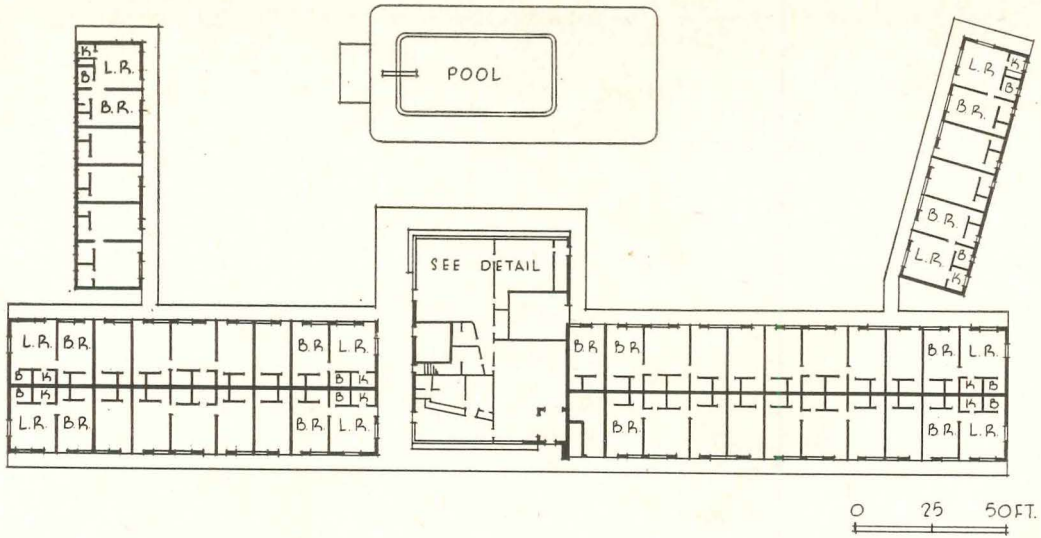 POOL
K
L.R.
B
B.R.
L.R. K
B
B.R.
B.R.
L.R. B
K
SEE DETAIL
L.R. B.R. B.R. L.R.
B K B K
B K B K
L.R. B.R. B.R. L.R.
B.R. B.R. B.R. L.R.
K B
K B
B.R. B.R. L.R.
0 25 50 FT.